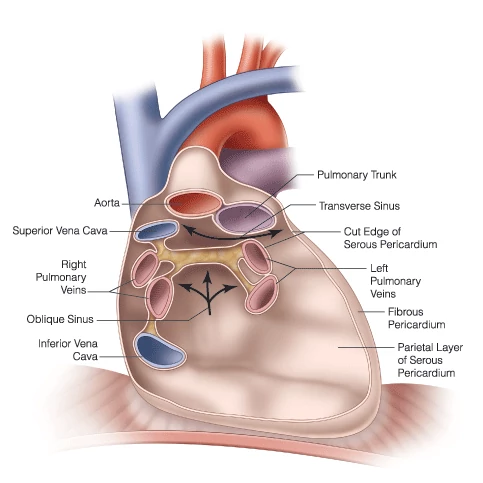 Pulmonary Trunk
Aorta
Transverse Sinus
Superior Vena Cava
Cut Edge of
Serous Pericardium
Right
Pulmonary
Veins
Left
Pulmonary
Veins
Oblique Sinus
Fibrous
Pericardium
Inferior Vena
Cava
Parietal Layer
of Serous
Pericardium